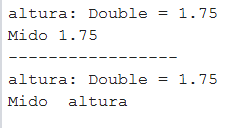 altura: Double = 1.75
Mido 1.75
-----------------
altura: Double = 1.75
Mido  altura